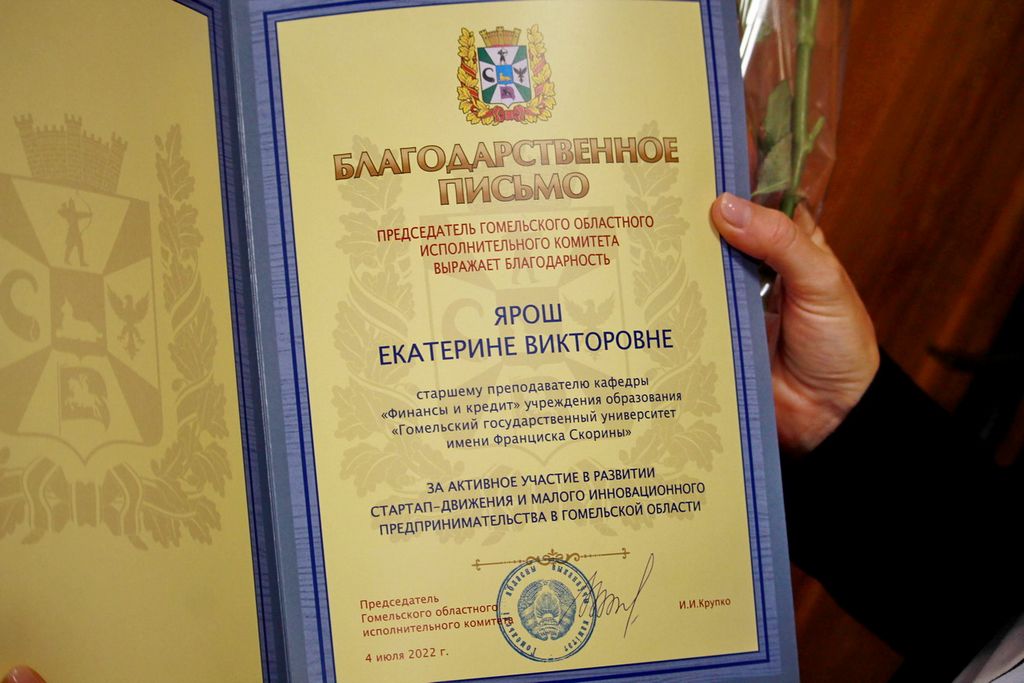 БЛАГОДАРСТВЕННОЕ
ПИСЬМО
ПРЕДСЕДАТЕЛЬ ГОМЕЛЬСКОГО ОБЛАСТНОГО
ИСПОЛНИТЕЛЬНОГО КОМИТЕТА
ВЫРАЖАЕТ БЛАГОДАРНОСТЬ
ЯРОШ
ЕКАТЕРИНЕ ВИКТОРОВНЕ
старшему преподавателю кафедры
«Финансы и кредит» учреждения образования
«Гомельский государственный университет
имени Франциска Скорины»
ЗА АКТИВНОЕ УЧАСТИЕ В РАЗВИТИИ
СТАРТАП-ДВИЖЕНИЯ И МАЛОГО ИННОВАЦИОННОГО
ПРЕДПРИНИМАТЕЛЬСТВА В ГОМЕЛЬСКОЙ ОБЛАСТИ
Председатель
Гомельского областного
исполнительного комитета
И.И.Крупко
4 июля 2022 г.